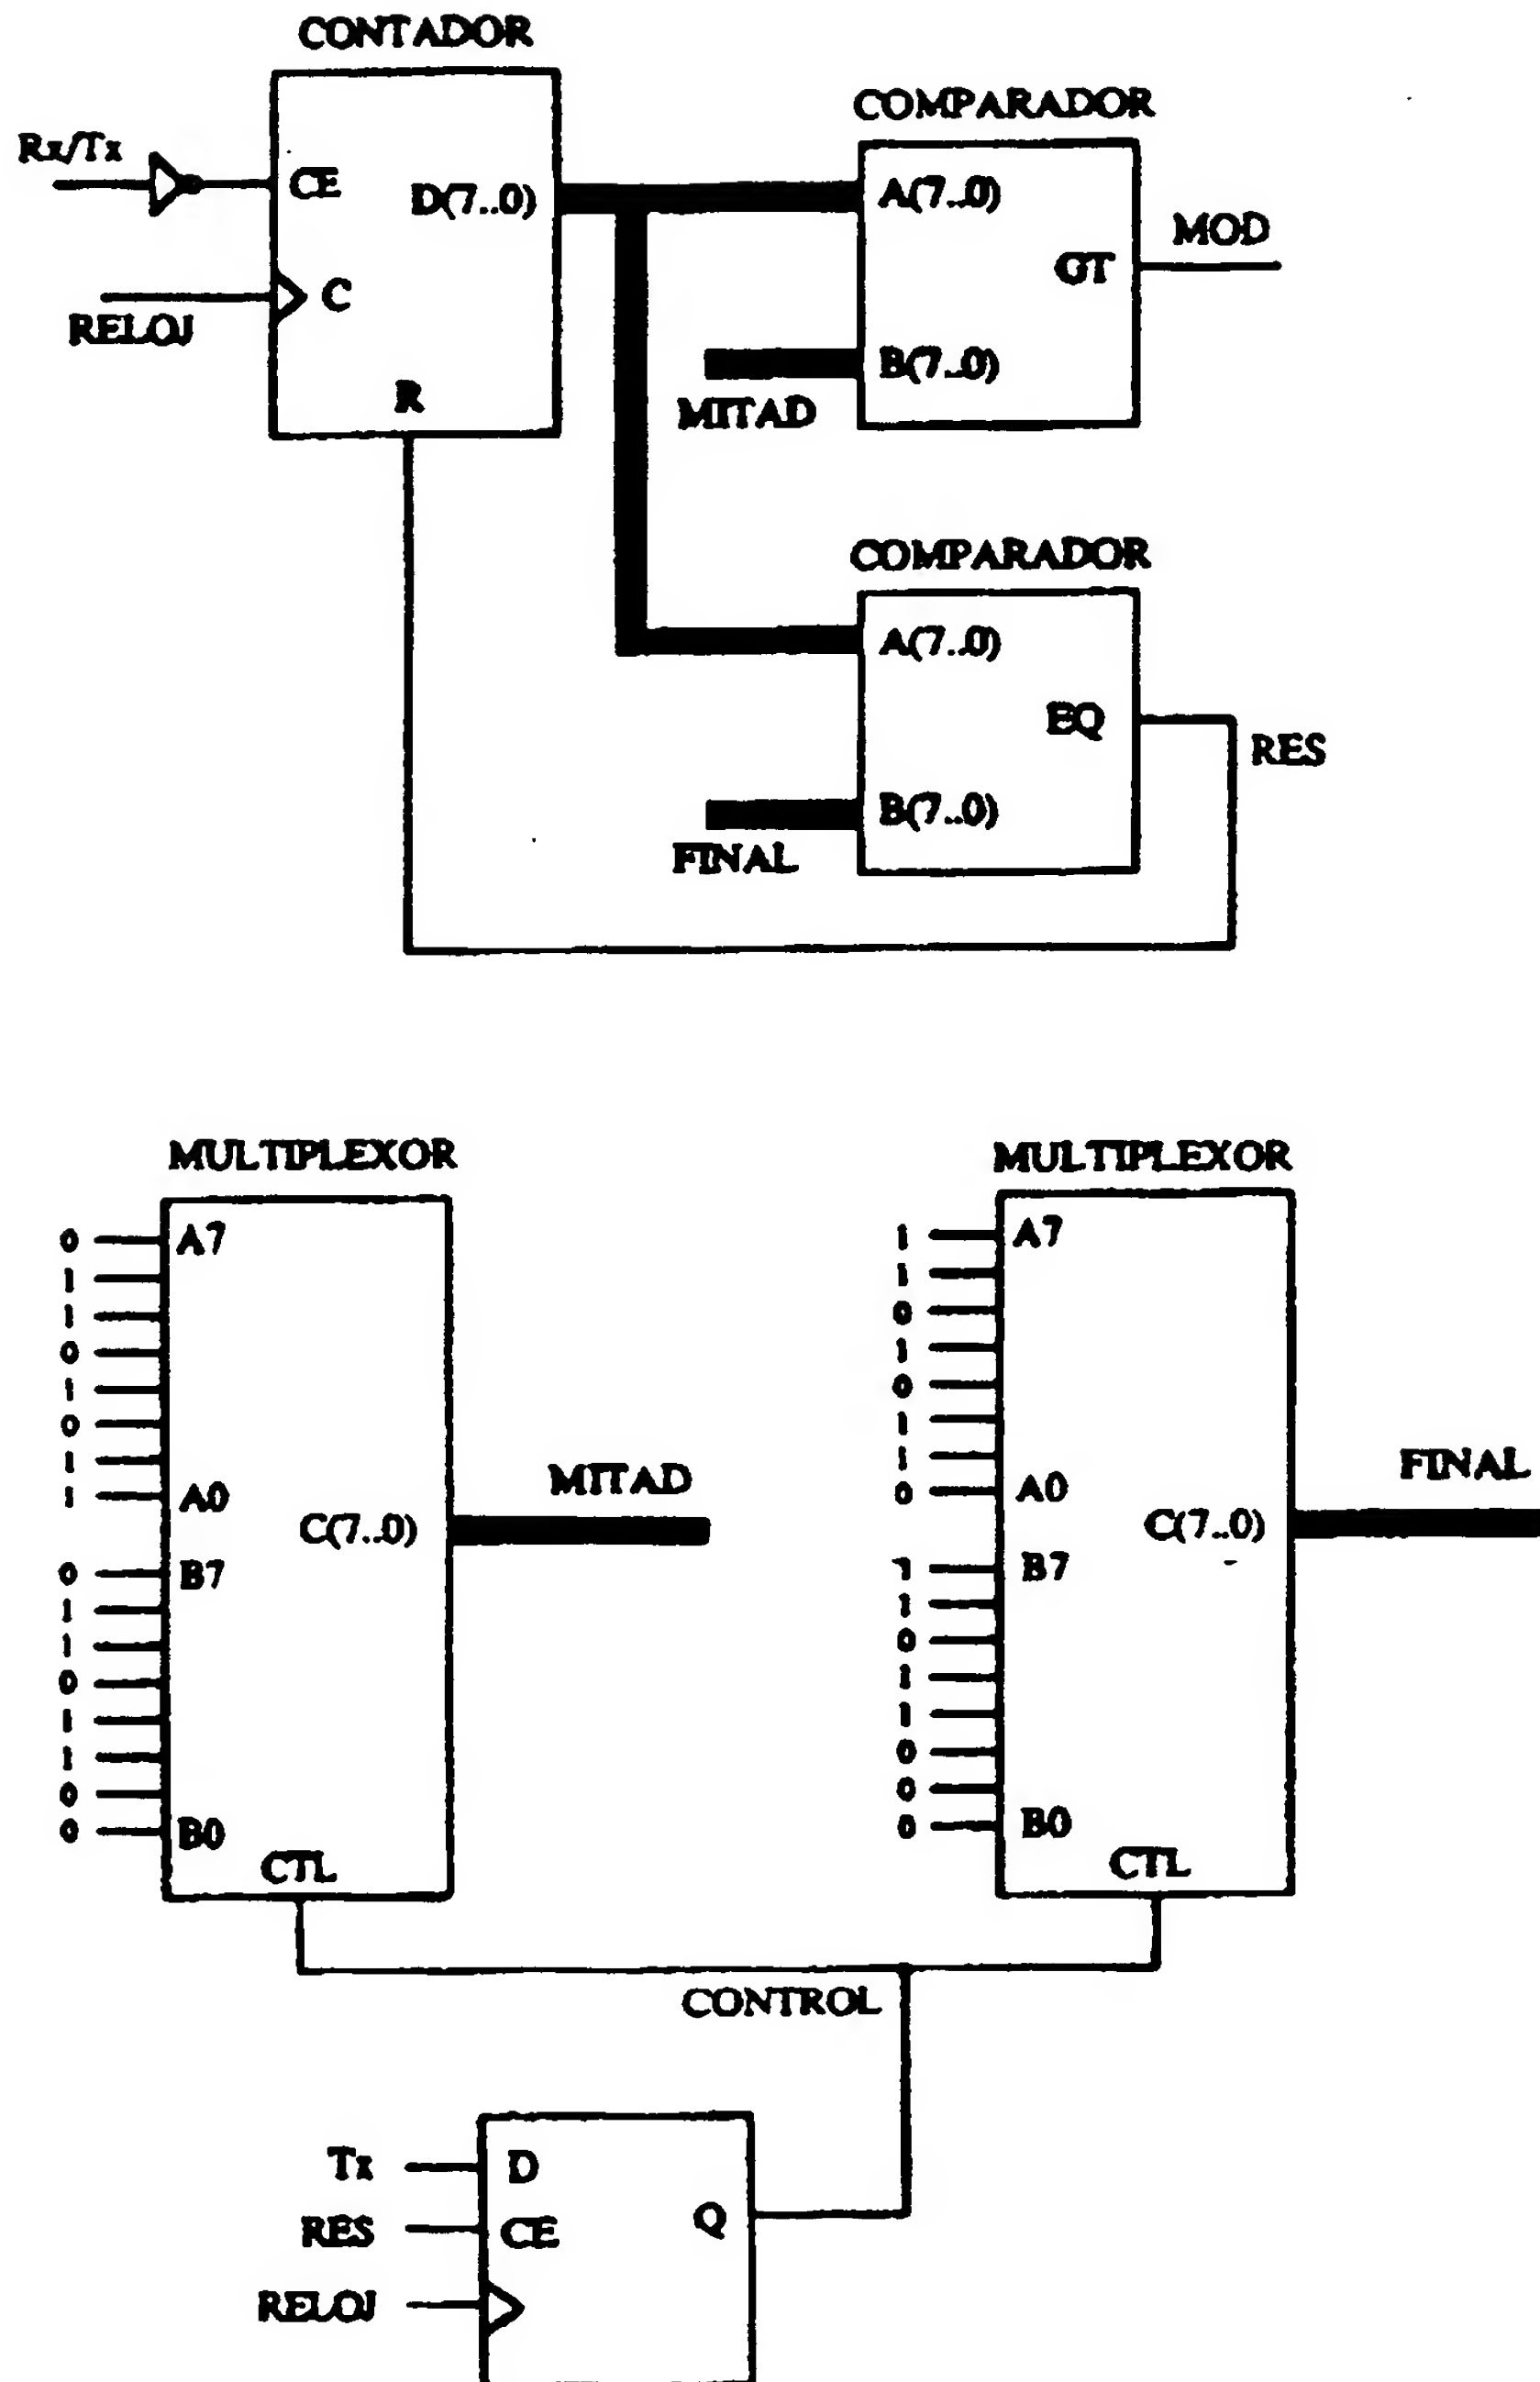 CONTADOR
COMPARADOR
Rx/Tx
CE
D(7..0)
A(7..0)
MOD
GT
C
RELOJ
B(7..0)
R
MITAD
COMPARADOR
A(7..0)
EQ
RES
B(7..0)
FINAL
MULTIPLEXOR
0 A7
1
1
0
1
0
1
1 A0
C(7..0)
MITAD
0 B7
1
1
0
1
1
0
0 B0
CTL
MULTIPLEXOR
1 A7
1
0
1
0
1
1
0 A0
C(7..0)
FINAL
1 B7
1
0
1
1
0
0
0 B0
CTL
CONTROL
Tx D
Q
RES CE
RELOJ